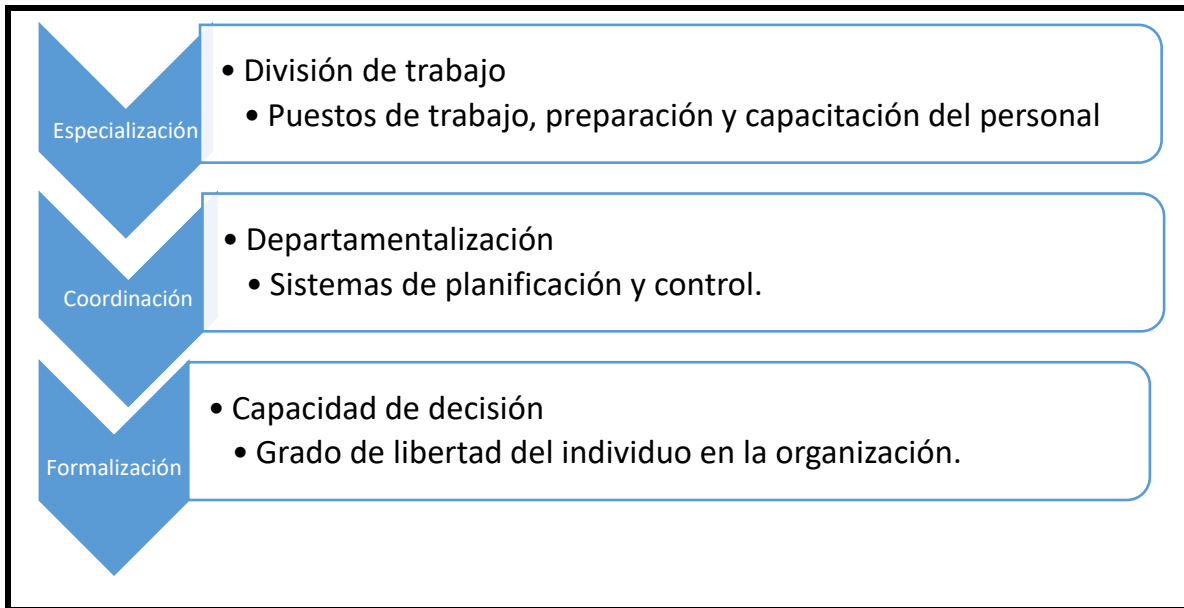 Especialización
• División de trabajo
• Puestos de trabajo, preparación y capacitación del personal
Coordinación
• Departamentalización
• Sistemas de planificación y control.
Formalización
• Capacidad de decisión
• Grado de libertad del individuo en la organización.